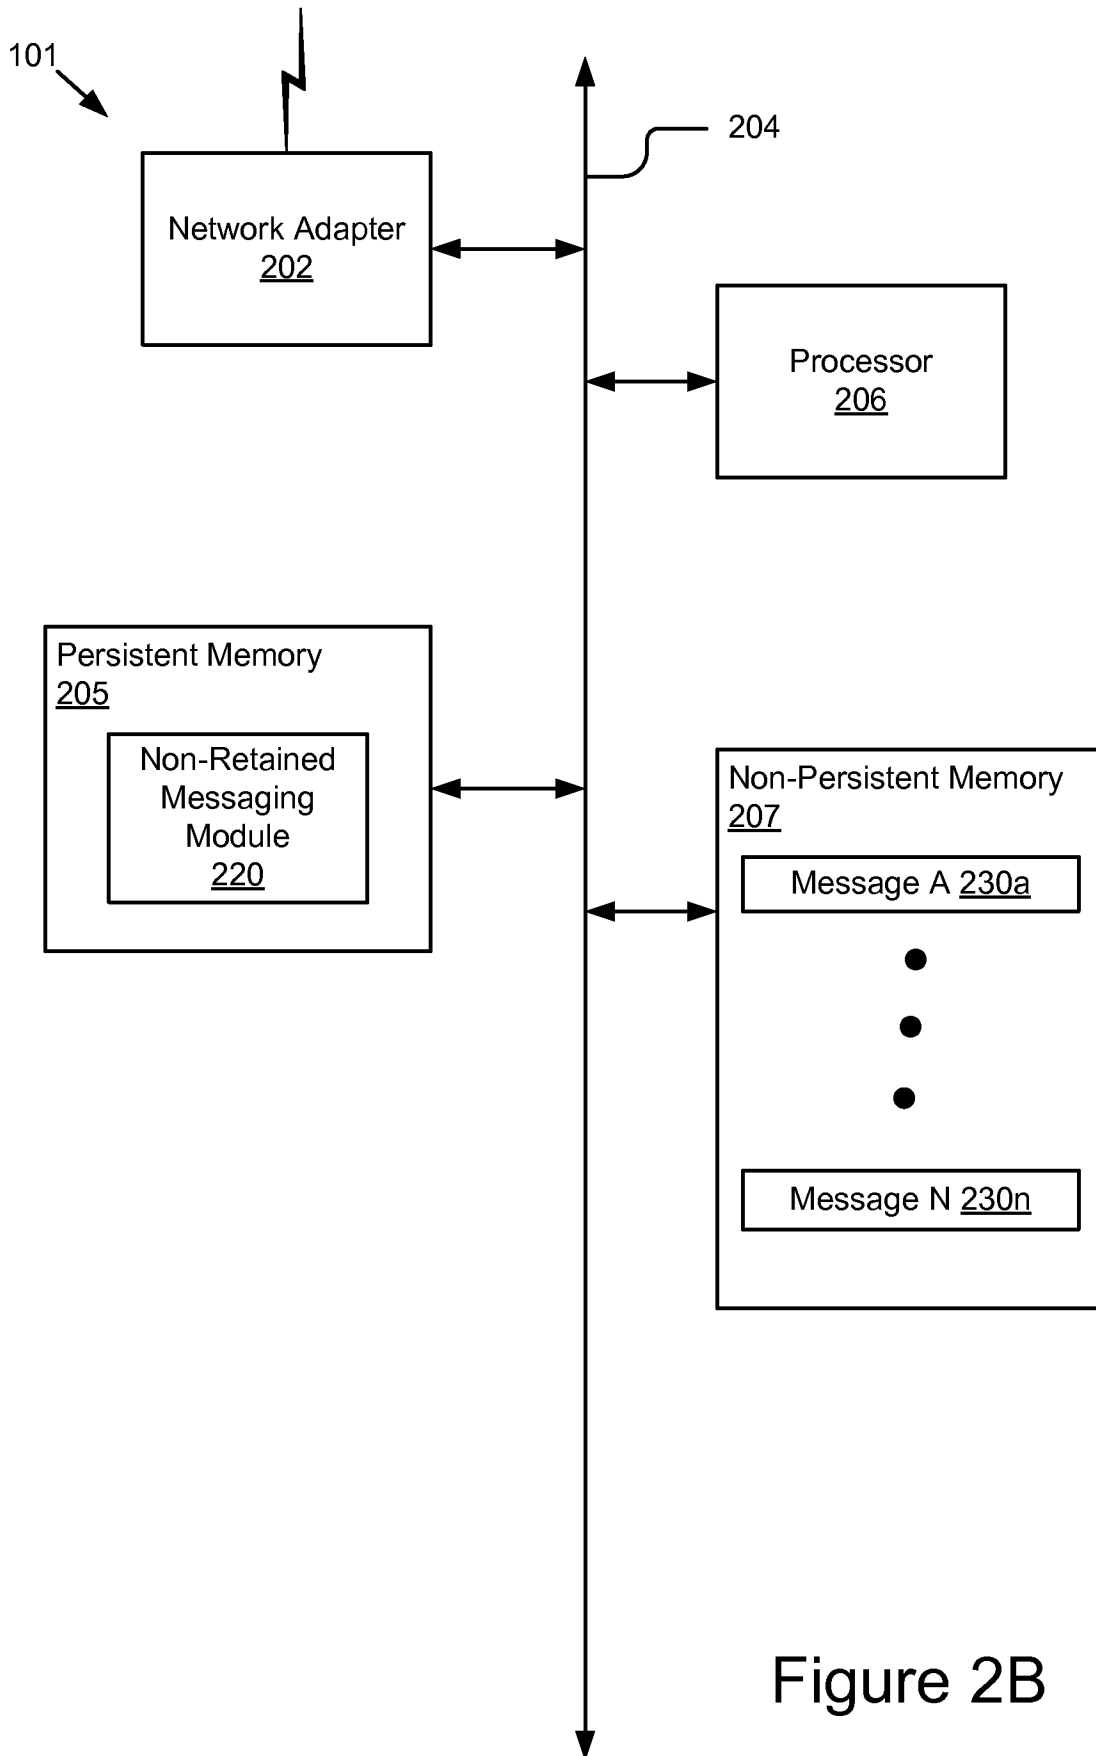 101
204
Network Adapter
202
Processor
206
Persistent Memory
205
Non-Retained
Messaging
Module
220
Non-Persistent Memory
207
Message A 230a
Message N 230n
Figure 2B